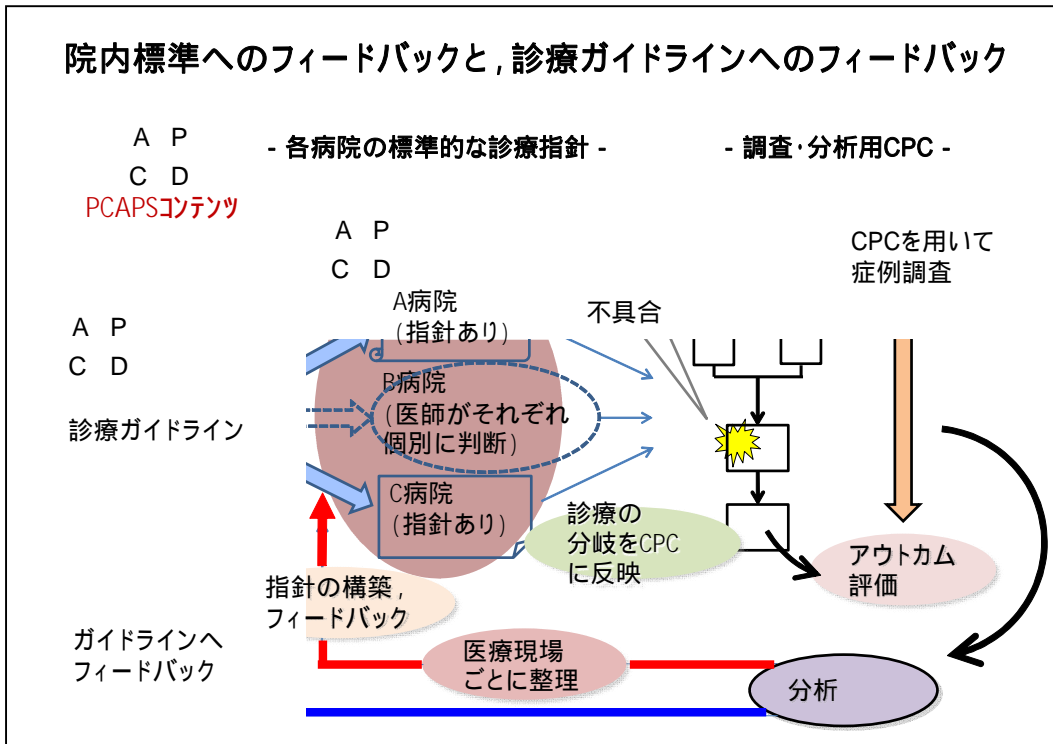 院内標準へのフィードバックと,診療ガイドラインへのフィードバック
A P
C D
PCAPSコンテンツ
- 各病院の標準的な診療指針 -
- 調査・分析用CPC -
A P
C D
CPCを用いて
症例調査
A病院
(指針あり)
不具合
A P
C D
B病院
(医師がそれぞれ
個別に判断)
診療ガイドライン
C病院
(指針あり)
診療の
分岐をCPC
に反映
アウトカム
評価
指針の構築,
フィードバック
ガイドラインへ
フィードバック
医療現場
ごとに整理
分析